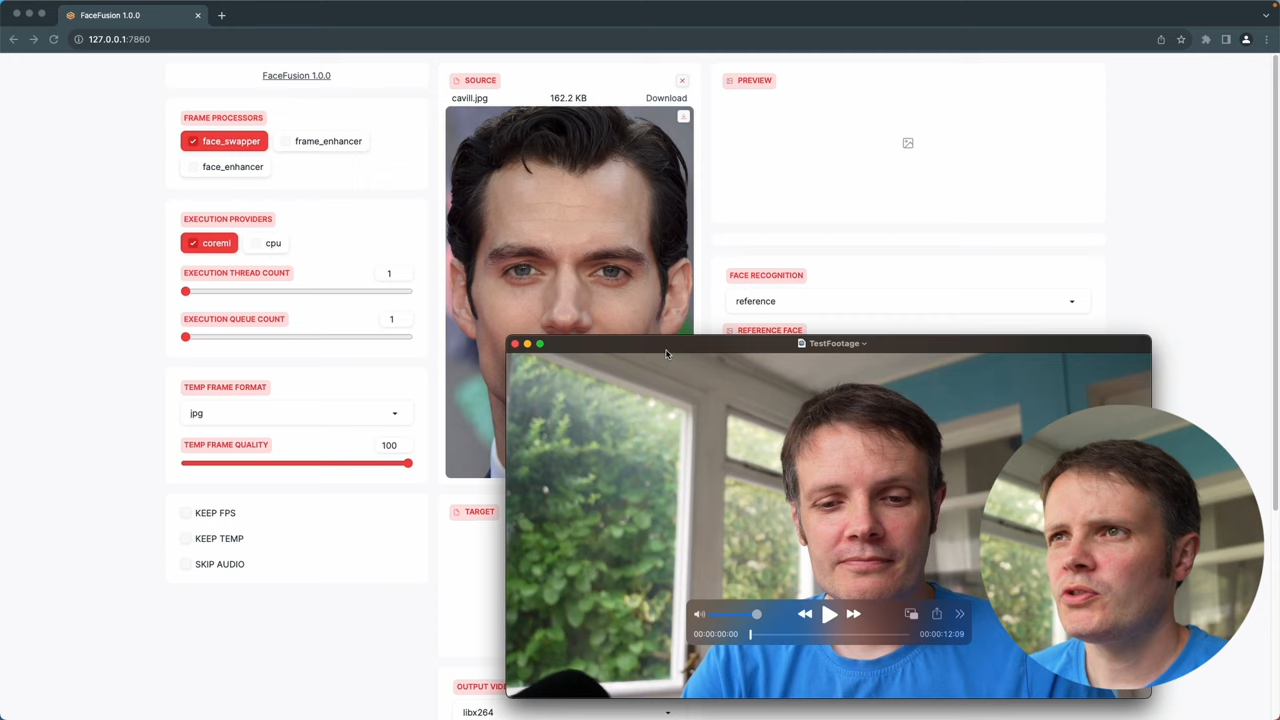 FaceFusion 1.0.0
127.0.0.1:7860
FaceFusion 1.0.0
FRAME PROCESSORS
face_swapper
frame_enhancer
face_enhancer
EXECUTION PROVIDERS
coreml
cpu
EXECUTION THREAD COUNT
1
EXECUTION QUEUE COUNT
1
TEMP FRAME FORMAT
jpg
TEMP FRAME QUALITY
100
KEEP FPS
KEEP TEMP
SKIP AUDIO
SOURCE
cavill.jpg 162.2 KB Download
TARGET
OUTPUT VIDE
libx264
PREVIEW
FACE RECOGNITION
reference
REFERENCE FACE
TestFootage
00:00:00:00
00:00:12:09